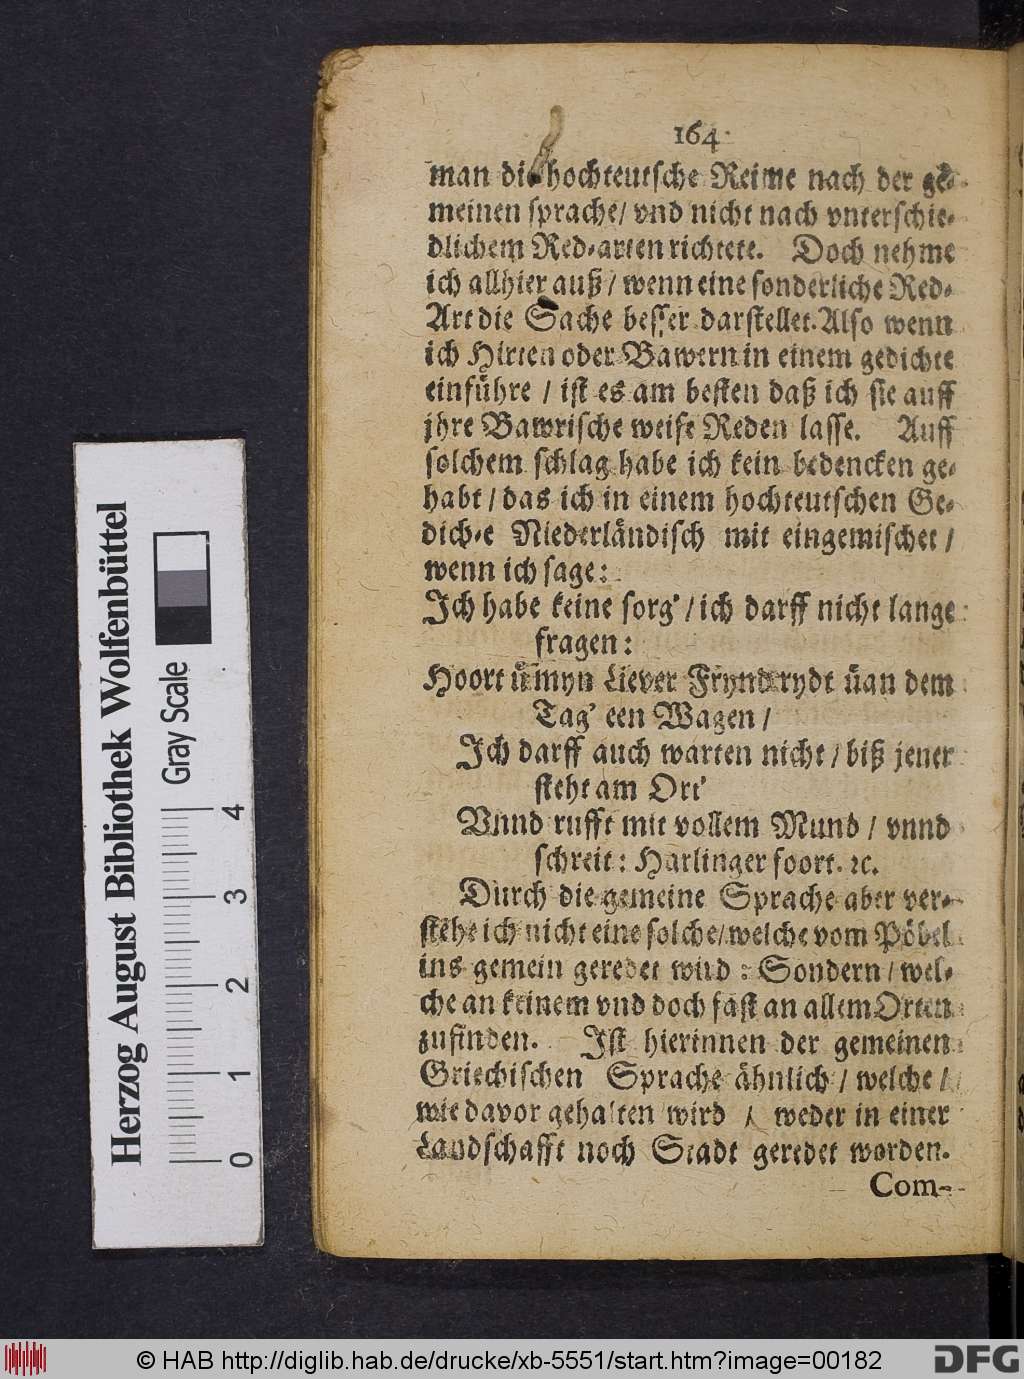 164
man die hochteutsche Reime nach der ge-
meinen sprache/ vnd nicht nach vnterschie-
dlichem Red-arten richtete. Doch nehme
ich allhier auß / wenn eine sonderliche Red-
Art die Sache besser darstellet. Also wenn
ich Hirten oder Bawern in einem gedichte
einführe / ist es am besten daß ich sie auff
jhre Bawrische weise Reden lasse. Auff
solchem schlag habe ich kein bedencken ge-
habt / das ich in einem hochteutschen Ge-
dichte Niederländisch mit eingemischet /
wenn ich sage:
Ich habe keine sorg' / ich darff nicht lange
fragen:
Hoort ü myn Liever Frynd rydt üan dem
Tag' een Wagen /
Ich darff auch warten nicht / biß jener
steht am Ort'
Vnnd rufft mit vollem Mund / vnnd
schreit: Harlinger foort. ꝛc.
Durch die gemeine Sprache aber ver-
stehe ich nicht eine solche/ welche vom Pöbel
ins gemein geredet wird : Sondern / wel-
che an keinem vnd doch fast an allem Orten
zufinden. Ist hierinnen der gemeinen
Griechischen Sprache ähnlich / welche /
wie davor gehalten wird / weder in einer
Landschafft noch Stadt geredet worden.
Com-
Herzog August Bibliothek Wolfenbüttel
Gray Scale
0 1 2 3 4
© HAB http://diglib.hab.de/drucke/xb-5551/start.htm?image=00182
DFG